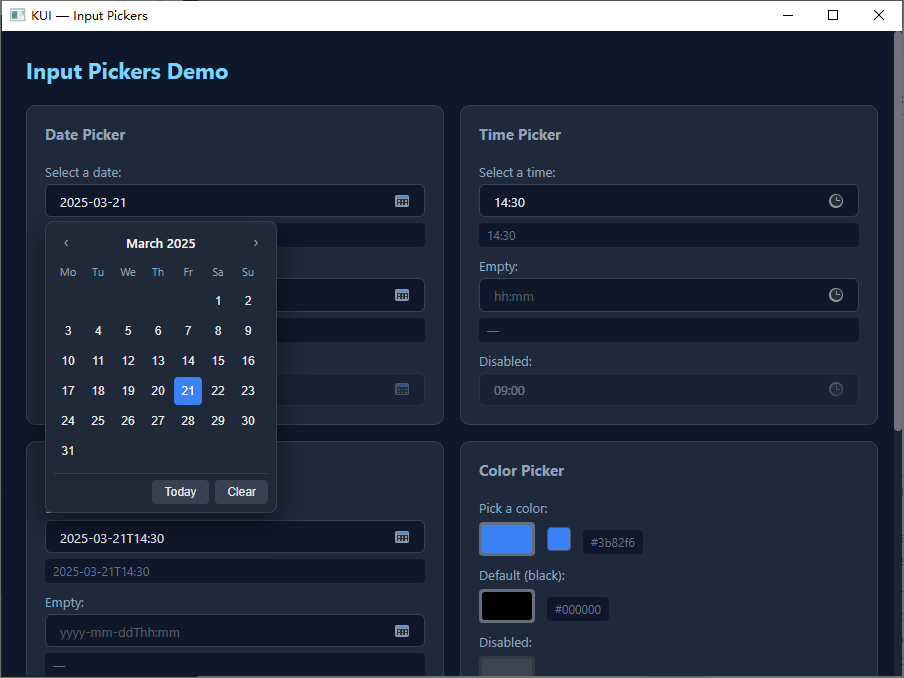 KUI — Input Pickers
Input Pickers Demo
Date Picker
Select a date:
2025-03-21
March 2025
Mo Tu We Th Fr Sa Su
1 2
3 4 5 6 7 8 9
10 11 12 13 14 15 16
17 18 19 20 21 22 23
24 25 26 27 28 29 30
31
Today Clear
2025-03-21T14:30
2025-03-21T14:30
Empty:
yyyy-mm-ddThh:mm
—
Time Picker
Select a time:
14:30
14:30
Empty:
hh:mm
—
Disabled:
09:00
Color Picker
Pick a color:
#3b82f6
Default (black):
#000000
Disabled: